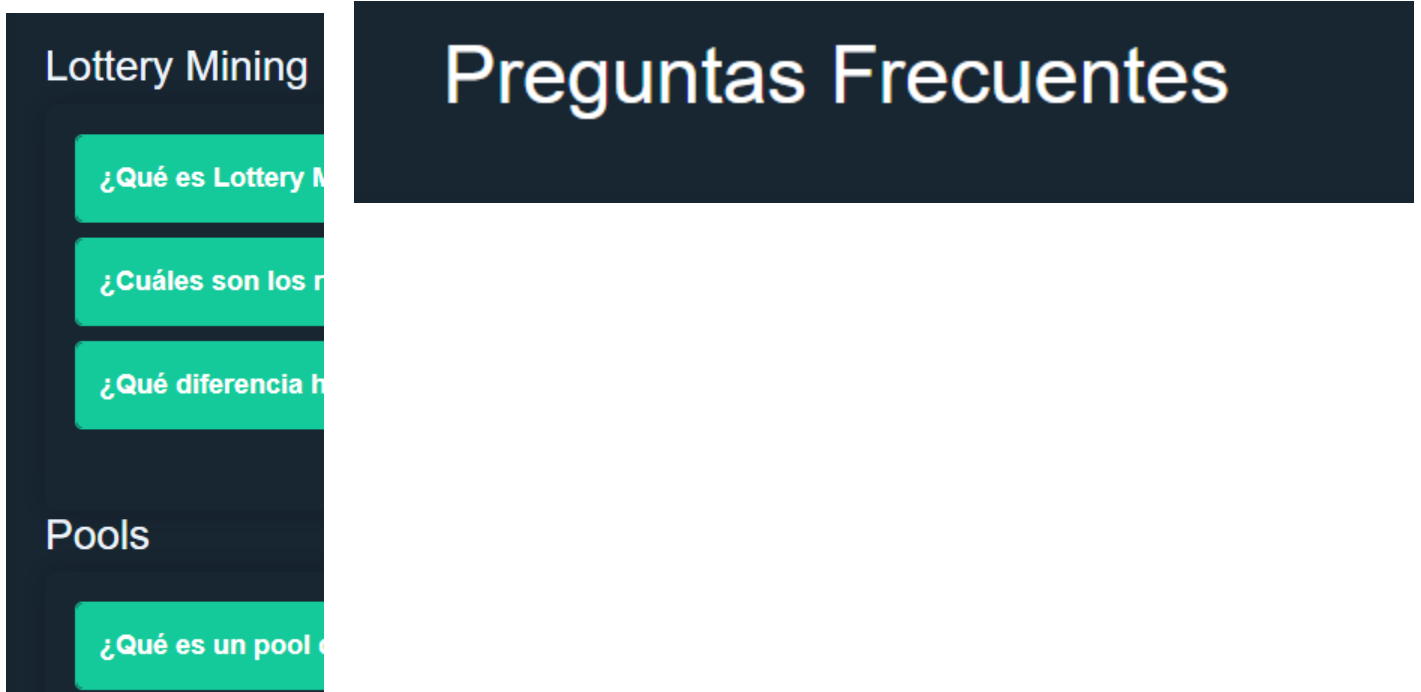 Preguntas Frecuentes
Lottery Mining
¿Qué es Lottery
¿Cuáles son los
¿Qué diferencia
Pools
¿Qué es un pool